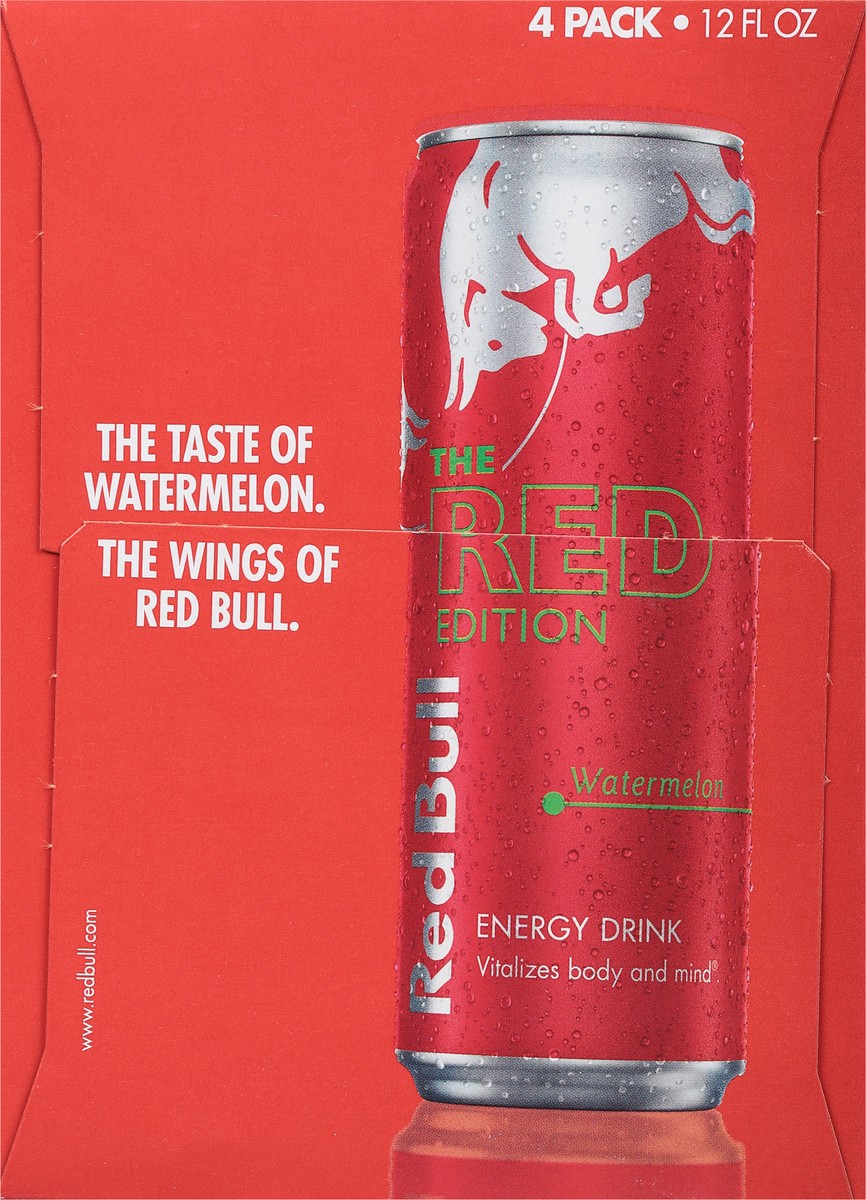 4 PACK • 12 FL OZ
THE TASTE OF
WATERMELON.
THE WINGS OF
RED BULL.
THE
RED
EDITION
Red Bull
Watermelon
ENERGY DRINK
Vitalizes body and mind®.
www.redbull.com